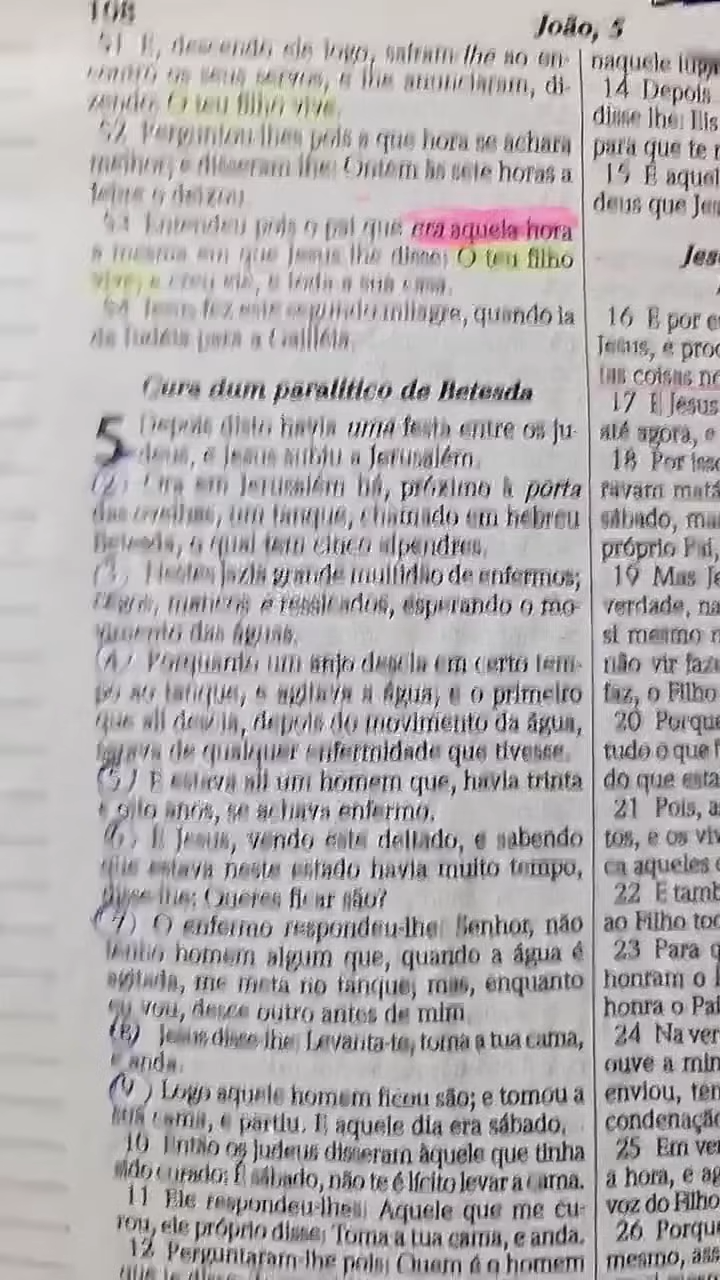 198
João, 5
51 E, descendo ele logo, saíram-lhe ao en-
contro os seus servos, e lhe anunciaram, di-
zendo: O teu filho vive.
52 Perguntou-lhes pois a que hora se achara
melhor; e disseram-lhe: Ontem às sete horas a
febre o deixou.
53 Entendeu pois o pai que era aquela hora
a mesma em que Jesus lhe disse: O teu filho
vive; e creu ele, e toda a sua casa.
54 Jesus fez este segundo milagre, quando ia
da Judéia para a Galiléia.
Cura dum paralítico de Betesda
5 Depois disto havia uma festa entre os ju-
deus, e Jesus subiu a Jerusalém.
(2) Ora em Jerusalém há, próximo à porta
das ovelhas, um tanque, chamado em hebreu
Betesda, o qual tem cinco alpendres.
(3) Nestes jazia grande multidão de enfermos;
cegos, mancos e ressicados, esperando o mo-
vimento das águas.
(4) Porquanto um anjo descia em certo tem-
po ao tanque, e agitava a água; e o primeiro
que ali descia, depois do movimento da água,
sarava de qualquer enfermidade que tivesse.
(5) E estava ali um homem que, havia trinta
e oito anos, se achava enfermo.
(6) E Jesus, vendo este deitado, e sabendo
que estava neste estado havia muito tempo,
disse-lhe: Queres ficar são?
(7) O enfermo respondeu-lhe: Senhor, não
tenho homem algum que, quando a água é
agitada, me meta no tanque; mas, enquanto
eu vou, desce outro antes de mim
(8) Jesus disse-lhe: Levanta-te, toma a tua cama,
e anda.
(9) Logo aquele homem ficou são; e tomou a
sua cama, e partiu. E aquele dia era sábado.
10 Então os judeus disseram àquele que tinha
sido curado: É sábado, não te é lícito levar a cama.
11 Ele respondeu-lhes: Aquele que me cu-
rou, ele próprio disse: Toma a tua cama, e anda.
12 Perguntaram-lhe pois: Quem é o homem
que te disse
naquele
14 Depois
disse-lhe: Eis
para que te
15 E aquel
deus que Jes
Jes
16 E por e
Jesus, e pro
tas coisas
17 E Jesus
até agora, e
18 Por isso
ravam matá
sábado, ma
próprio Pai,
19 Mas Je
verdade, na
si mesmo
não vir faz
faz, o Filho
20 Porque
tudo o que
do que esta
21 Pois, a
tos, e os viv
ca aqueles
22 E tamb
ao Filho to
23 Para q
honram o
honra o Pai
24 Na ver
ouve a min
enviou, tem
condenação
25 Em ver
a hora, e ag
voz do Filho
26 Porque
mesmo, ass